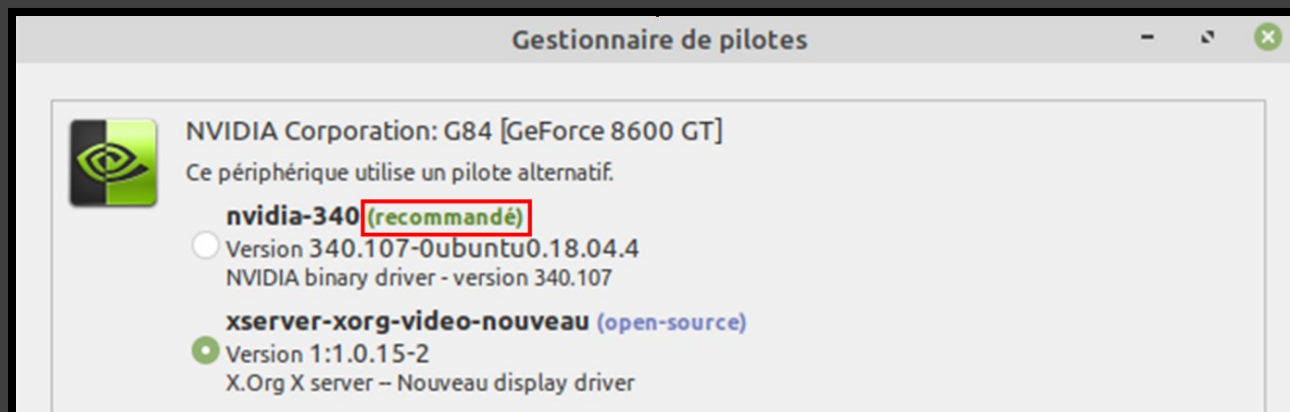 Gestionnaire de pilotes
NVIDIA Corporation: G84 [GeForce 8600 GT]
Ce périphérique utilise un pilote alternatif.
nvidia-340 (recommandé)
Version 340.107-0ubuntu0.18.04.4
NVIDIA binary driver - version 340.107
xserver-xorg-video-nouveau (open-source)
Version 1:1.0.15-2
X.Org X server -- Nouveau display driver